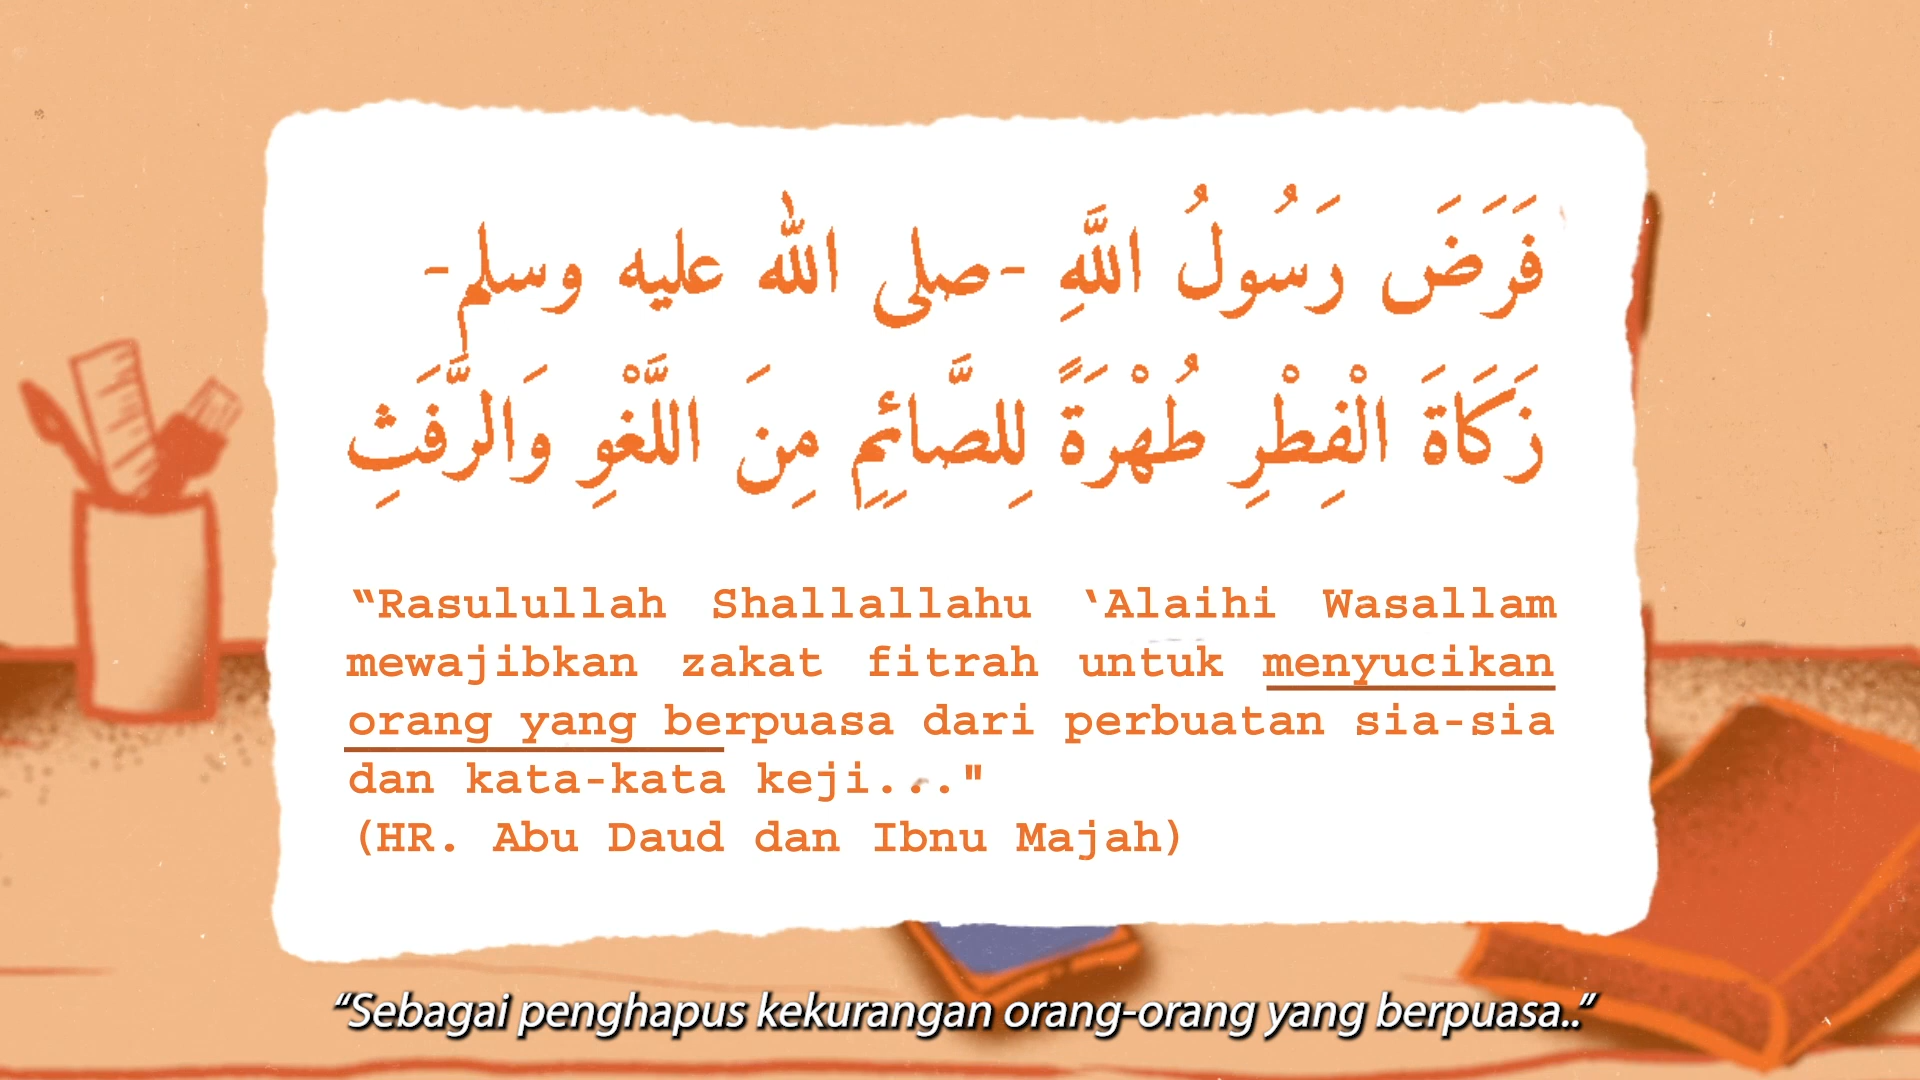 فَرَضَ رَسُولُ اللَّهِ -صلى الله عليه وسلم-
زَكَاةَ الْفِطْرِ طُهْرَةً لِلصَّائِمِ مِنَ اللَّغْوِ وَالرَّفَثِ
“Rasulullah Shallallahu ‘Alaihi Wasallam
mewajibkan zakat fitrah untuk menyucikan
orang yang berpuasa dari perbuatan sia-sia
dan kata-kata keji..."
(HR. Abu Daud dan Ibnu Majah)
“Sebagai penghapus kekurangan orang-orang yang berpuasa..”